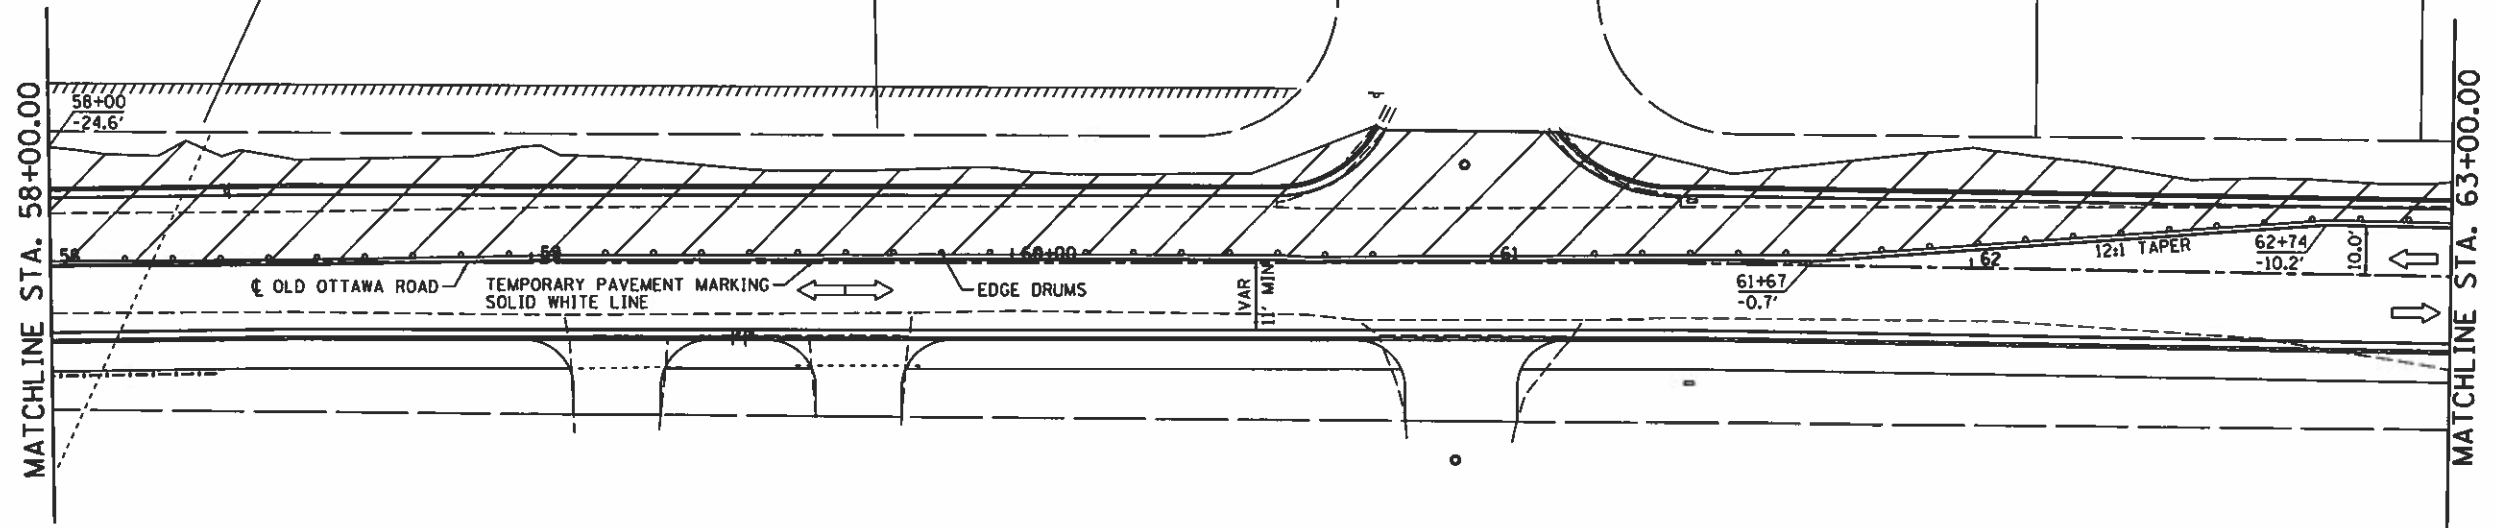 MATCHLINE STA. 58+00.00
58+00
-24.6'
58
59
60+00
61
62
℄ OLD OTTAWA ROAD
TEMPORARY PAVEMENT MARKING
SOLID WHITE LINE
EDGE DRUMS
VAR
11' MIN
61+67
-0.7'
12:1 TAPER
62+74
-10.2'
10.0'
MATCHLINE STA. 63+00.00